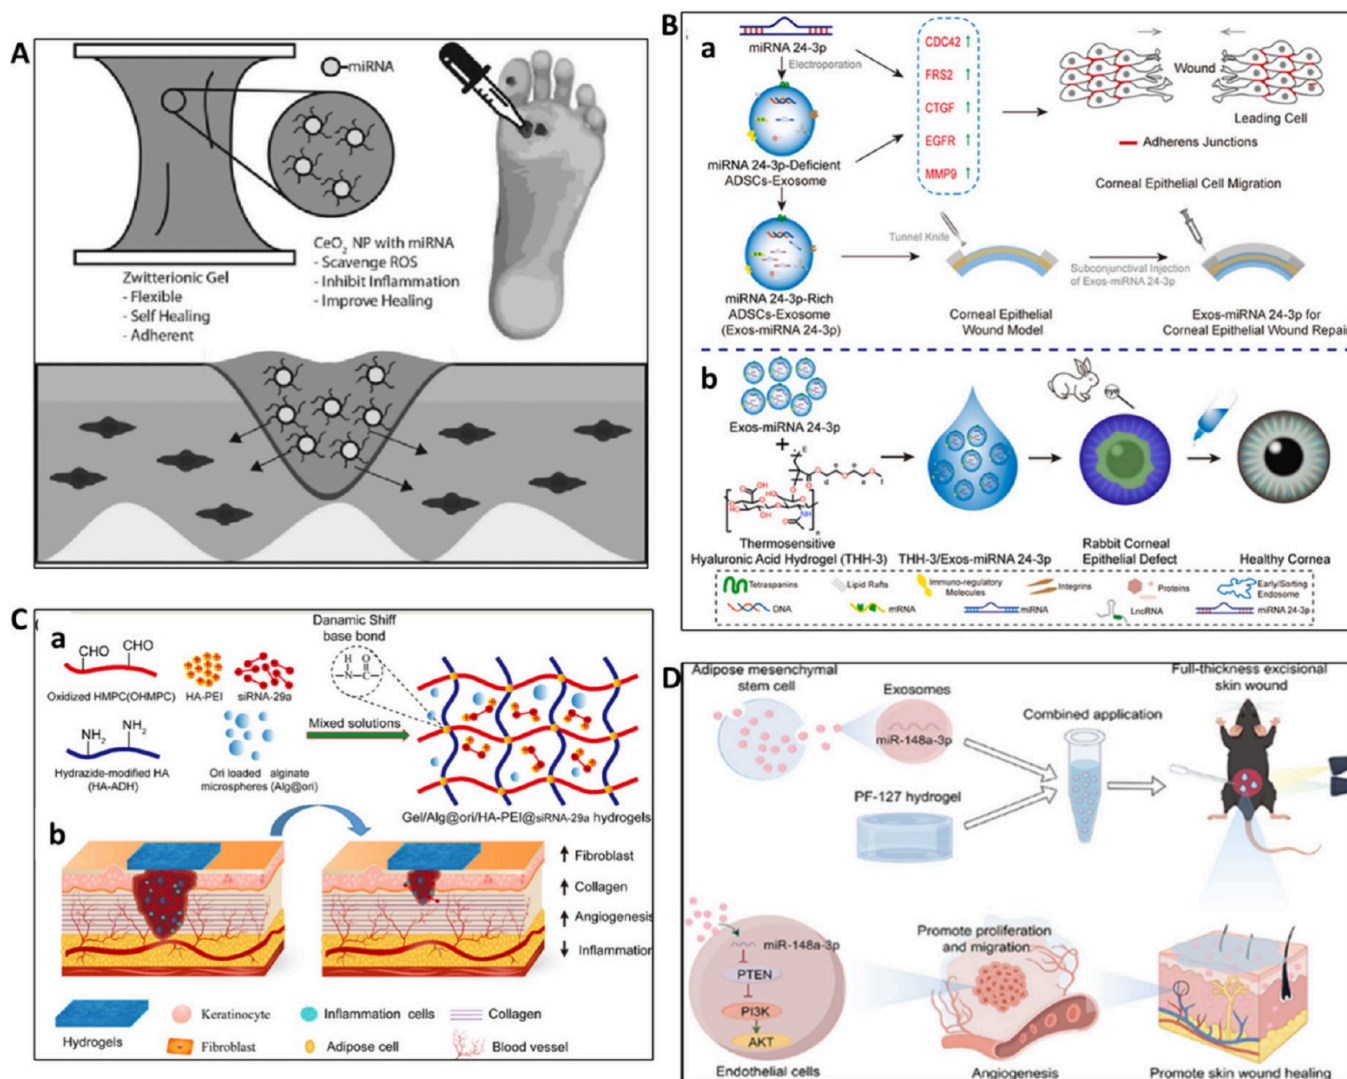 A
miRNA
CeO2 NP with miRNA
- Scavenge ROS
- Inhibit Inflammation
- Improve Healing
Zwitterionic Gel
- Flexible
- Self Healing
- Adherent
B
a
miRNA 24-3p
Electroporation
miRNA 24-3p-Deficient
ADSCs-Exosome
miRNA 24-3p-Rich
ADSCs-Exosome
(Exos-miRNA 24-3p)
CDC42 ↑
FRS2 ↑
CTGF ↑
EGFR ↑
MMP9 ↑
Wound
Leading Cell
Adherens Junctions
Corneal Epithelial Cell Migration
Tunnel Knife
Corneal Epithelial
Wound Model
Subconjunctival Injection
of Exos-miRNA 24-3p
Exos-miRNA 24-3p for
Corneal Epithelial Wound Repair
b
Exos-miRNA 24-3p
+
Thermosensitive
Hyaluronic Acid Hydrogel (THH-3)
THH-3/Exos-miRNA 24-3p
Rabbit Corneal
Epithelial Defect
Healthy Cornea
Tetraspanins
Lipid Rafts
Immuno-regulatory
Molecules
Integrins
Proteins
Early/Sorting
Endosome
DNA
mRNA
miRNA
LncRNA
miRNA 24-3p
C
a
CHO CHO
Oxidized HMPC(OHMPC)
HA-PEI
siRNA-29a
NH2 NH2
Hydrazide-modified HA
(HA-ADH)
Ori loaded alginate
microspheres (Alg@ori)
Danamic Shiff
base bond
H O
N C
Mixed solutions
Gel/Alg@ori/HA-PEI@siRNA-29a hydrogels
b
↑ Fibroblast
↑ Collagen
↑ Angiogenesis
↓ Inflammation
Hydrogels
Keratinocyte
Inflammation cells
Collagen
Fibroblast
Adipose cell
Blood vessel
D
Adipose mesenchymal
stem cell
Exosomes
miR-148a-3p
PF-127 hydrogel
Combined
application
Full-thickness excisional
skin wound
miR-148a-3p
PTEN
PI3K
AKT
Endothelial cells
Promote proliferation
and migration
Angiogenesis
Promote skin wound healing